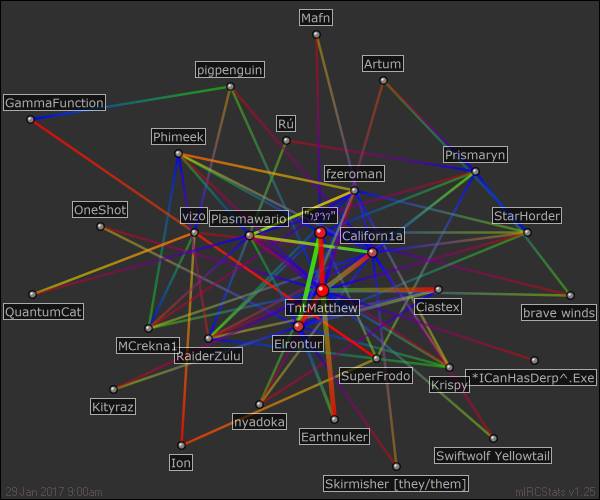 Mafn
Artum
pigpenguin
GammaFunction
Rú
Phimeek
Prismaryn
fzeroman
OneShot
vizo
Plasmawario
StarHorder
Californ1a
TntMatthew
Ciastex
QuantumCat
brave winds
MCrekna1
Elrontur
RaiderZulu
SuperFrodo
Krispy
*ICanHasDerp^.Exe
Kityraz
nyadoka
Earthnuker
Swiftwolf Yellowtail
Ion
Skirmisher [they/them]
29 Jan 2017 9:00am
mIRCStats v1.25